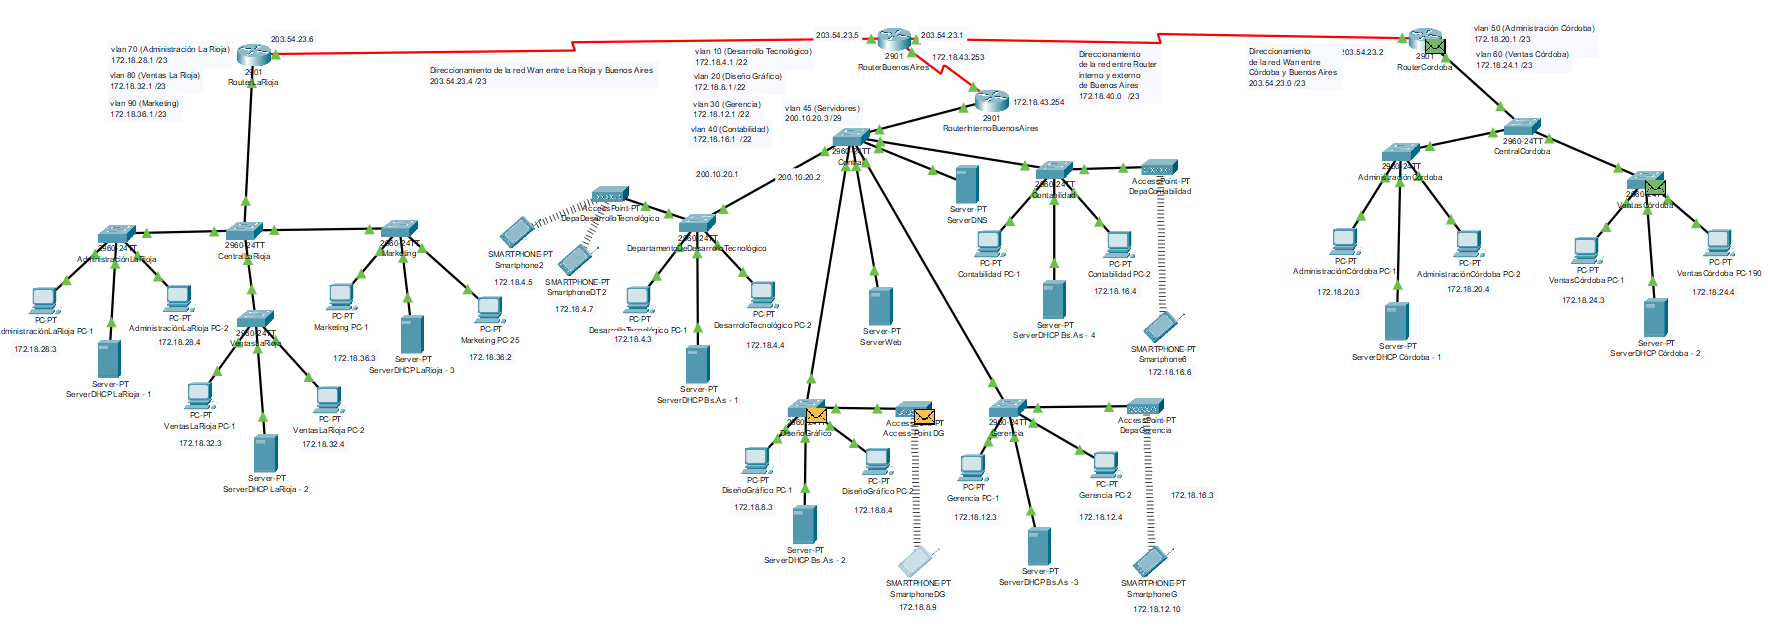 203.54.23.6
vlan 70 (Administración La Rioja)
172.18.28.1 /23
vlan 80 (Ventas La Rioja)
172.18.32.1 /23
vlan 90 (Marketing)
172.18.36.1 /23
2901
RouterLaRioja
Direccionamiento de la red Wan entre La Rioja y Buenos Aires
203.54.23.4 /23
203.54.23.5
203.54.23.1
2901
RouterBuenosAires
172.18.43.253
vlan 10 (Desarrollo Tecnológico)
172.18.4.1 /22
vlan 20 (Diseño Gráfico)
172.18.8.1 /22
vlan 30 (Gerencia)
172.18.12.1 /22
vlan 40 (Contabilidad)
172.18.16.1 /22
vlan 45 (Servidores)
200.10.20.3 /29
172.18.43.254
2901
RouterInternoBuenosAires
Direccionamiento
de la red entre Router
interno y externo
de Buenos Aires
172.18.40.0 /23
Direccionamiento
de la red Wan entre
Córdoba y Buenos Aires
203.54.23.0 /23
203.54.23.2
2901
RouterCordoba
vlan 50 (Administración Córdoba)
172.18.20.1 /23
vlan 60 (Ventas Córdoba)
172.18.24.1 /23
2960-24TT
CentralCordoba
2960-24TT
AdministraciónCórdoba
VentasCórdoba
PC-PT
AdministraciónCórdoba PC-1
172.18.20.3
PC-PT
AdministraciónCórdoba PC-2
172.18.20.4
Server-PT
ServerDHCP Córdoba - 1
PC-PT
VentasCórdoba PC-1
172.18.24.3
PC-PT
VentasCórdoba PC-190
172.18.24.4
Server-PT
ServerDHCP Córdoba - 2
2960-24TT
200.10.20.1
200.10.20.2
Server-PT
ServerDNS
2960-24TT
Contabilidad
AccessPoint-PT
DepaContabilidad
PC-PT
Contabilidad PC-1
PC-PT
Contabilidad PC-2
172.18.16.4
Server-PT
ServerDHCP Bs.As - 4
SMARTPHONE-PT
Smartphone6
172.18.16.6
Server-PT
ServerWeb
AccessPoint-PT
DepaDesarrolloTecnológico
2960-24TT
DepartamentoDeDesarrolloTecnológico
SMARTPHONE-PT
Smartphone2
172.18.4.5
SMARTPHONE-PT
SmartphoneDT2
172.18.4.7
PC-PT
DesarrolloTecnológico PC-1
172.18.4.3
PC-PT
DesarroloTecnológico PC-2
172.18.4.4
Server-PT
ServerDHCP Bs.As - 1
2960-24TT
AdministraciónLaRioja
2960-24TT
CentralLaRioja
2960-24TT
Marketing
PC-PT
PC-1
172.18.28.3
PC-PT
AdministraciónLaRioja PC-2
172.18.28.4
Server-PT
ServerDHCP LaRioja - 1
2960-24TT
VentasLaRioja
PC-PT
Marketing PC-1
172.18.36.3
PC-PT
Marketing PC-25
172.18.36.2
Server-PT
ServerDHCP LaRioja - 3
PC-PT
VentasLaRioja PC-1
172.18.32.3
PC-PT
VentasLaRioja PC-2
172.18.32.4
Server-PT
ServerDHCP LaRioja - 2
DiseñoGráfico
Access Point DG
2960-24TT
Gerencia
AccessPoint-PT
DepaGerencia
PC-PT
DiseñoGráfico PC-1
172.18.8.3
PC-PT
DiseñoGráfico PC-2
172.18.8.4
Server-PT
ServerDHCP Bs.As - 2
SMARTPHONE-PT
SmartphoneDG
172.18.8.9
PC-PT
Gerencia PC-1
172.18.12.3
PC-PT
Gerencia PC-2
172.18.12.4
172.18.16.3
Server-PT
ServerDHCP Bs.As -3
SMARTPHONE-PT
SmartphoneG
172.18.12.10